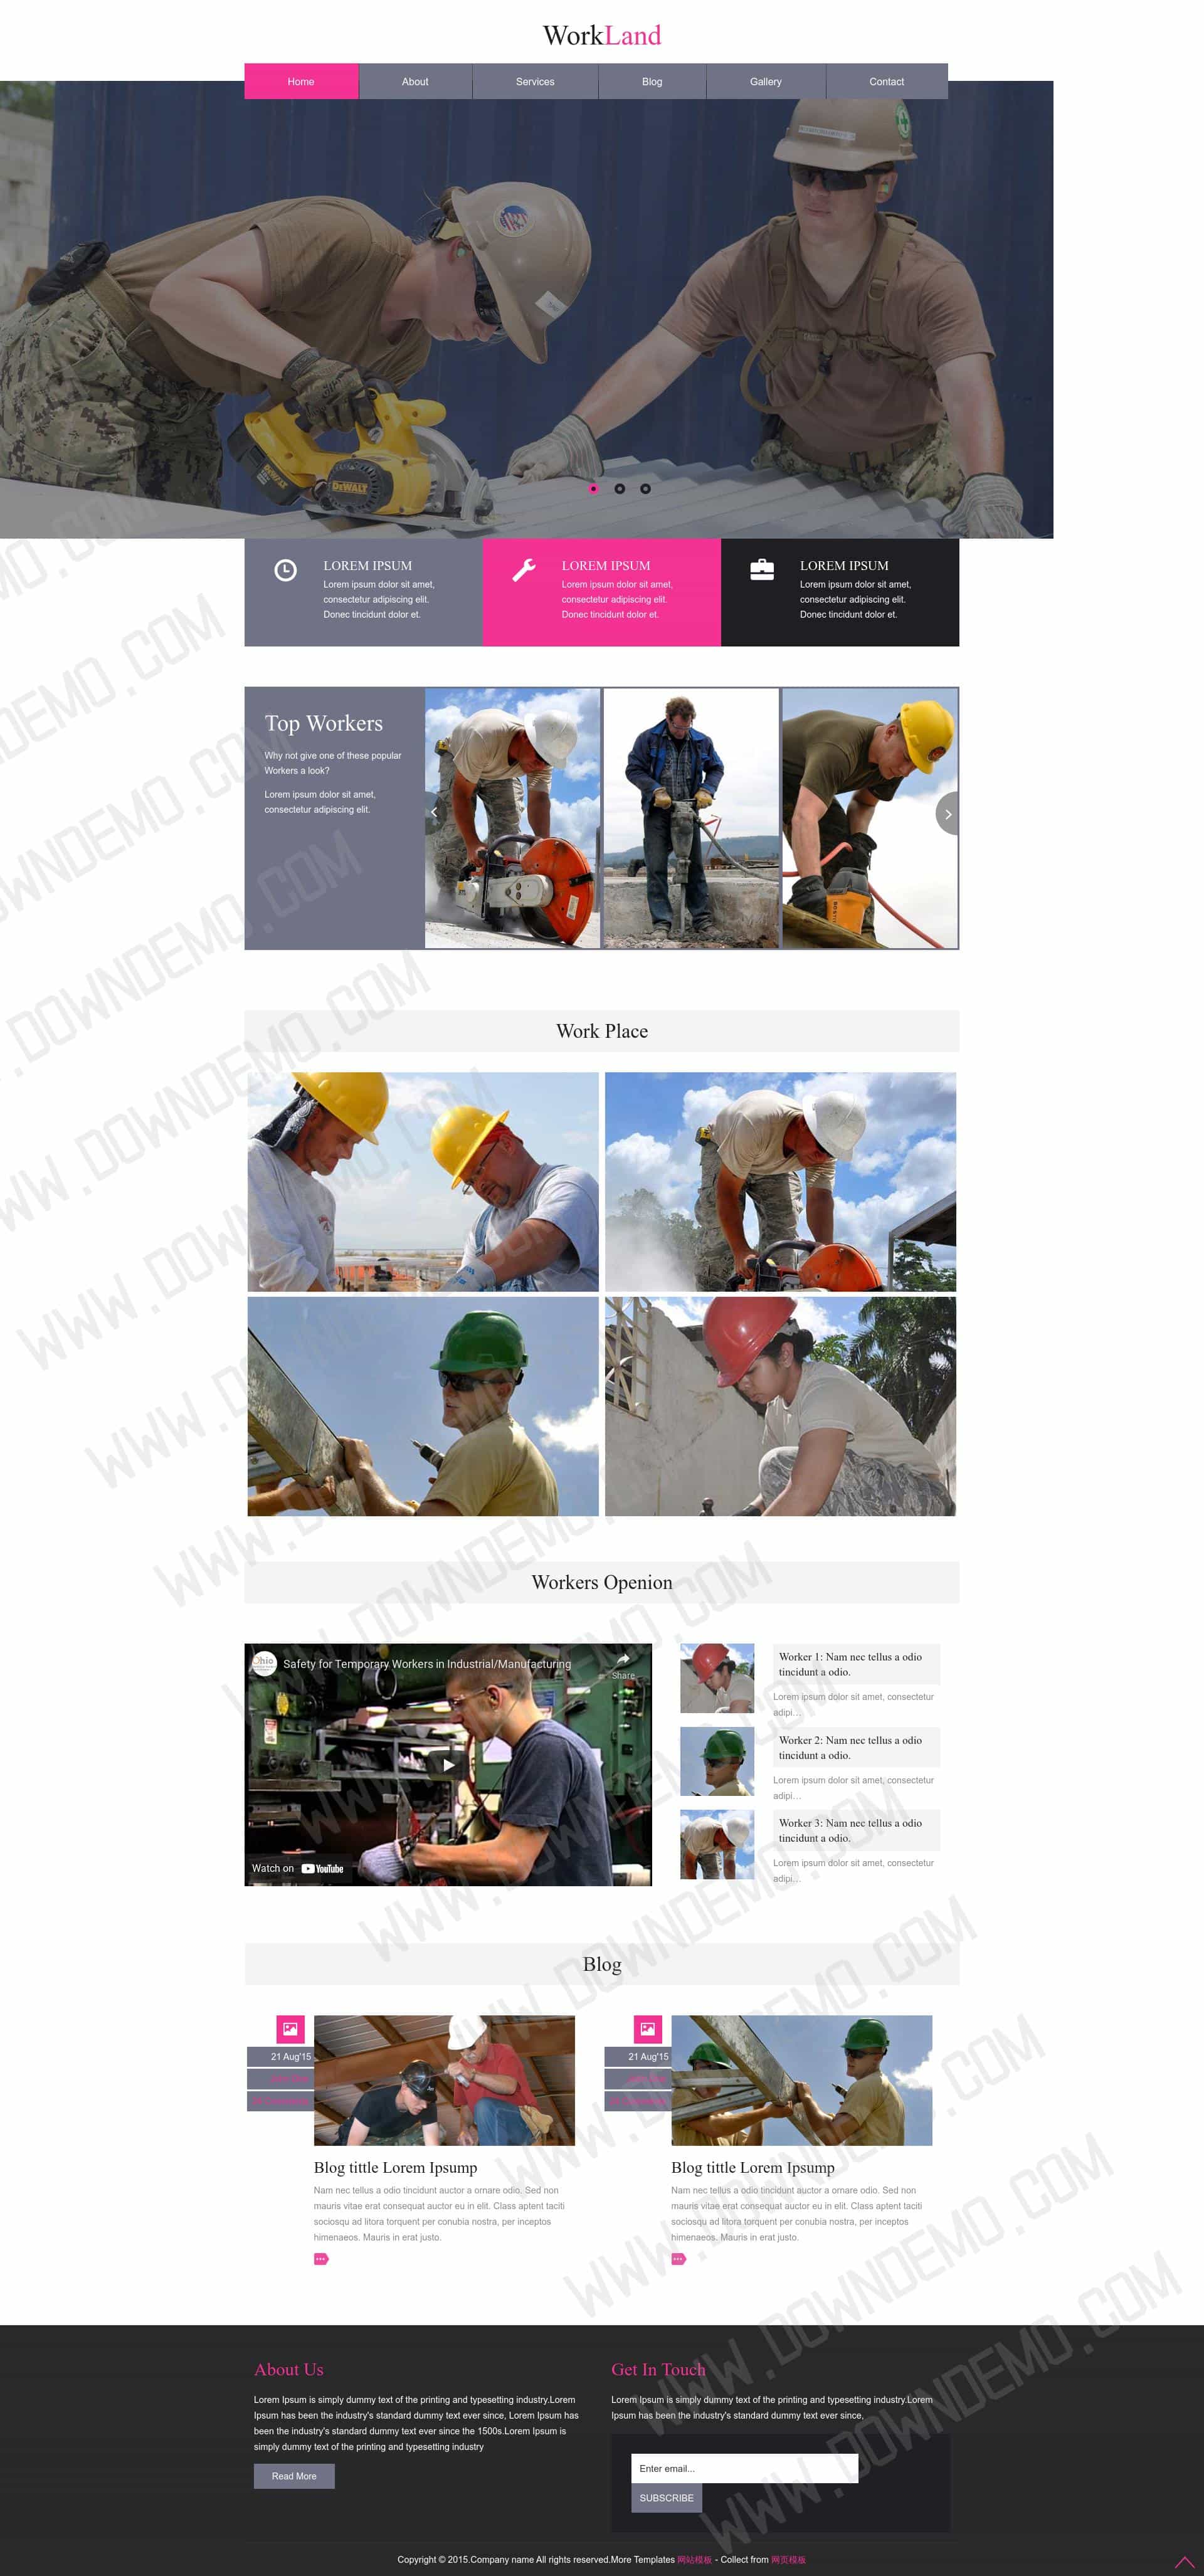 WorkLand
Home About Services Blog Gallery Contact
DEWALT DEWALT
LOREM IPSUM
Lorem ipsum dolor sit amet,
consectetur adipiscing elit.
Donec tincidunt dolor et.
LOREM IPSUM
Lorem ipsum dolor sit amet,
consectetur adipiscing elit.
Donec tincidunt dolor et.
LOREM IPSUM
Lorem ipsum dolor sit amet,
consectetur adipiscing elit.
Donec tincidunt dolor et.
Top Workers
Why not give one of these popular
Workers a look?
Lorem ipsum dolor sit amet,
consectetur adipiscing elit.
Work Place
Workers Openion
Ohio
Safety for Temporary Workers in Industrial/Manufacturing
Share
Watch on YouTube
Worker 1: Nam nec tellus a odio
tincidunt a odio.
Lorem ipsum dolor sit amet, consectetur
adipi...
Worker 2: Nam nec tellus a odio
tincidunt a odio.
Lorem ipsum dolor sit amet, consectetur
adipi...
Worker 3: Nam nec tellus a odio
tincidunt a odio.
Lorem ipsum dolor sit amet, consectetur
adipi...
Blog
21 Aug'15
Blog tittle Lorem Ipsump
Nam nec tellus a odio tincidunt auctor a ornare odio. Sed non
mauris vitae erat consequat auctor eu in elit. Class aptent taciti
sociosqu ad litora torquent per conubia nostra, per inceptos
himenaeos. Mauris in erat justo.
21 Aug'15
Blog tittle Lorem Ipsump
Nam nec tellus a odio tincidunt auctor a ornare odio. Sed non
mauris vitae erat consequat auctor eu in elit. Class aptent taciti
sociosqu ad litora torquent per conubia nostra, per inceptos
himenaeos. Mauris in erat justo.
About Us
Lorem Ipsum is simply dummy text of the printing and typesetting industry.Lorem
Ipsum has been the industry's standard dummy text ever since, Lorem Ipsum has
been the industry's standard dummy text ever since the 1500s.Lorem Ipsum is
simply dummy text of the printing and typesetting industry
Read More
Get In Touch
Lorem Ipsum is simply dummy text of the printing and typesetting industry.Lorem
Ipsum has been the industry's standard dummy text ever since,
Enter email...
SUBSCRIBE
Copyright © 2015.Company name All rights reserved.More Templates 网站模板 - Collect from 网页模板
WWW.DOWNDEMO.COM